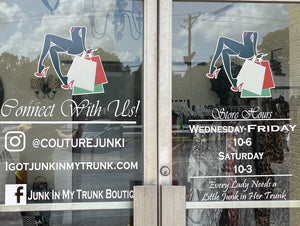 Connect With Us!
@COUTUREJUNKI
IGOTJUNKINMYTRUNK.COM
f JUNK IN MY TRUNK BOUTIQ
Store Hours
WEDNESDAY-FRIDAY
10-6
SATURDAY
10-3
Every Lady Needs a
Little Junk in Her Trunk